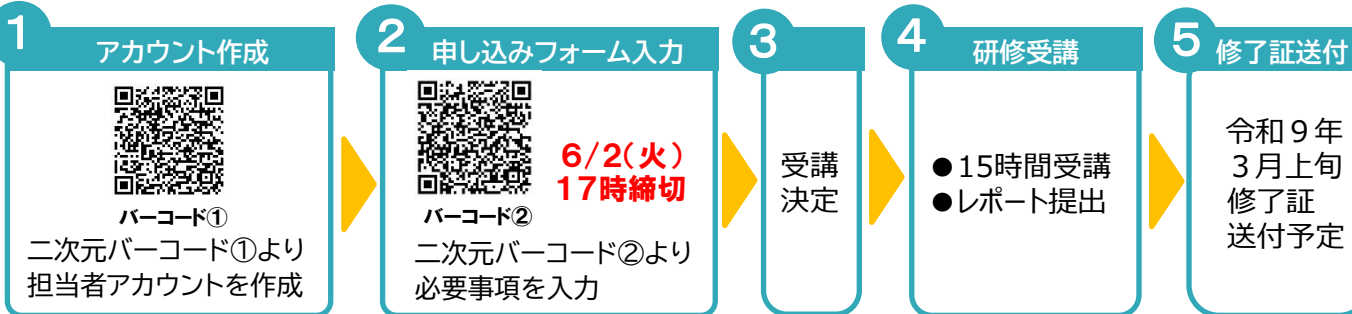 1
アカウント作成
バーコード①
二次元バーコード①より
担当者アカウントを作成
2
申し込みフォーム入力
6/2(火)
17時締切
バーコード②
二次元バーコード②より
必要事項を入力
3
受講
決定
4
研修受講
●15時間受講
●レポート提出
5
修了証送付
令和9年
3月上旬
修了証
送付予定